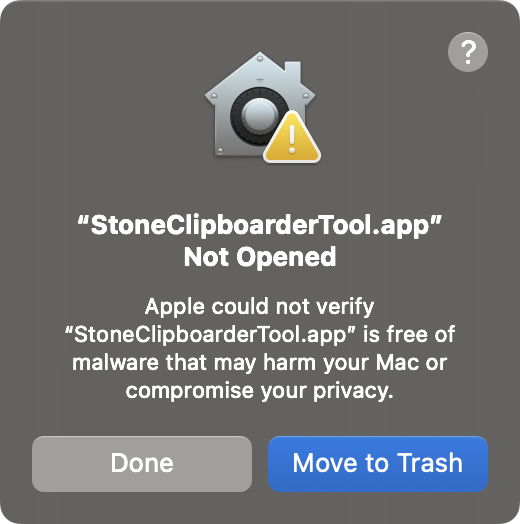 ?
“StoneClipboarderTool.app”
Not Opened
Apple could not verify
“StoneClipboarderTool.app” is free of
malware that may harm your Mac or
compromise your privacy.
Done
Move to Trash